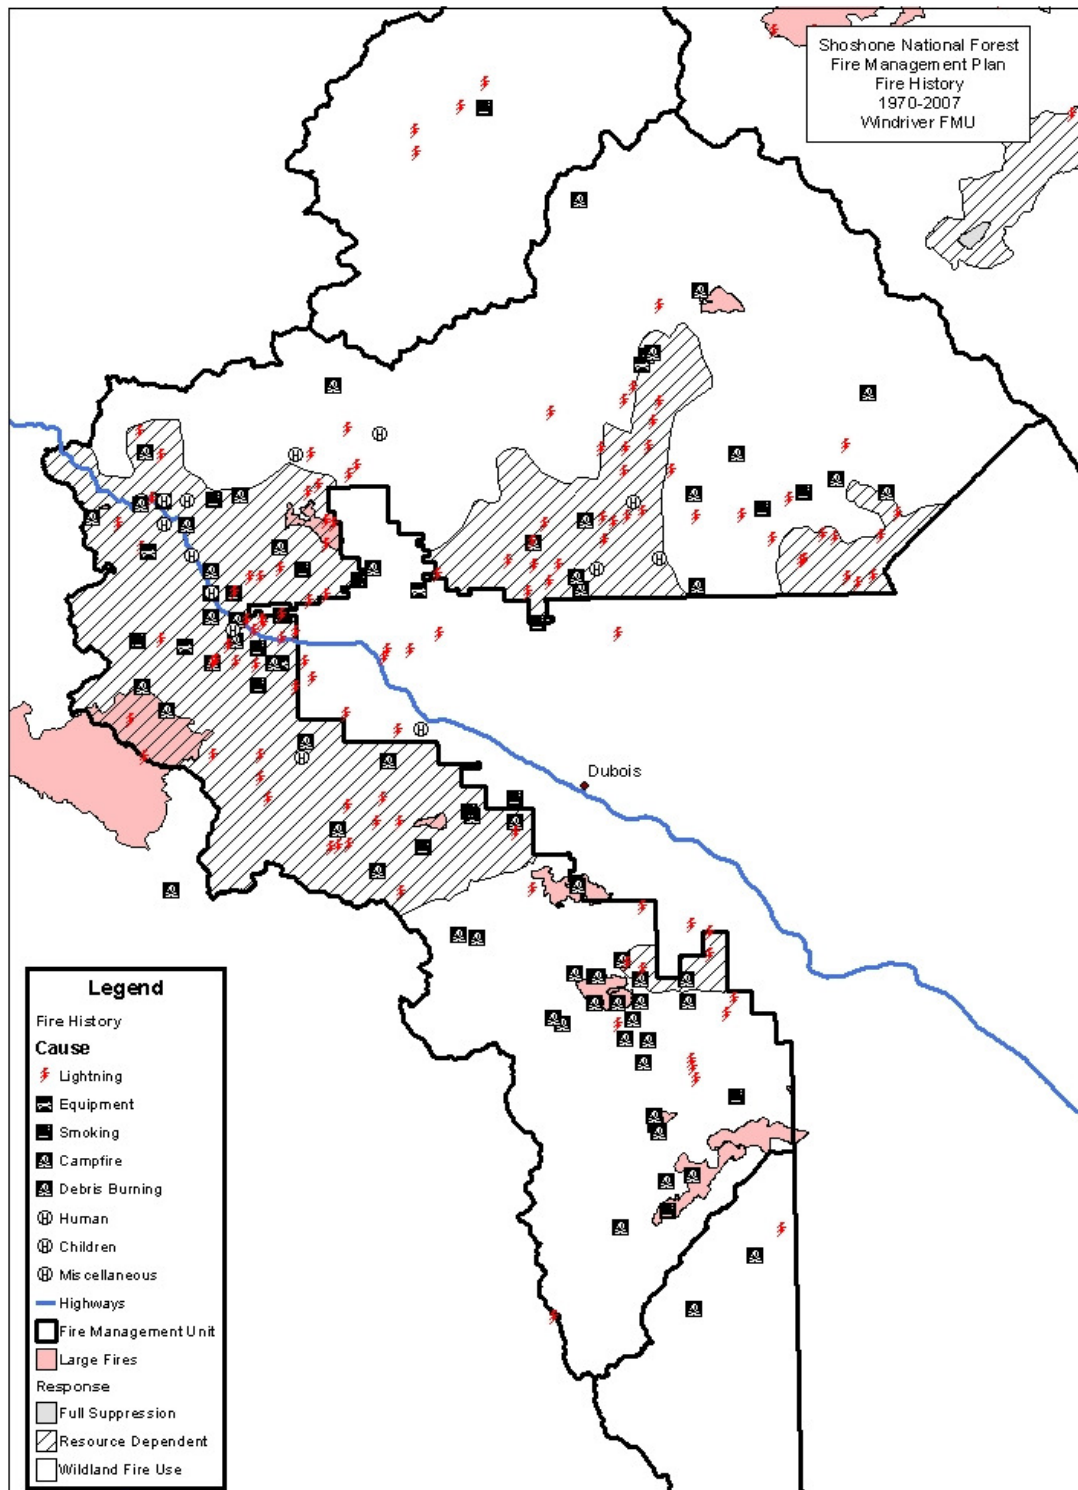 Shoshone National Forest
Fire Management Plan
Fire History
1970-2007
Windriver FMU
Dubois
Legend
Fire History
Cause
Lightning
Equipment
Smoking
Campfire
Debris Burning
Human
Children
Miscellaneous
Highways
Fire Management Unit
Large Fires
Response
Full Suppression
Resource Dependent
Wildland Fire Use